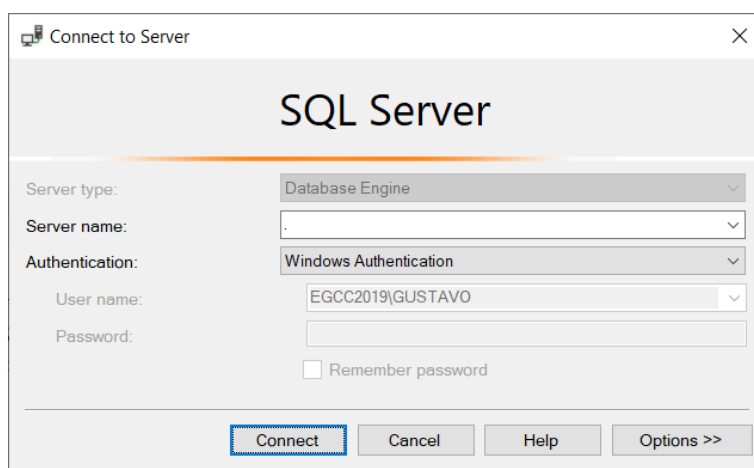 Connect to Server
SQL Server
Server type: Database Engine
Server name: .
Authentication: Windows Authentication
User name: EGCC2019\GUSTAVO
Password:
Remember password
Connect Cancel Help Options >>